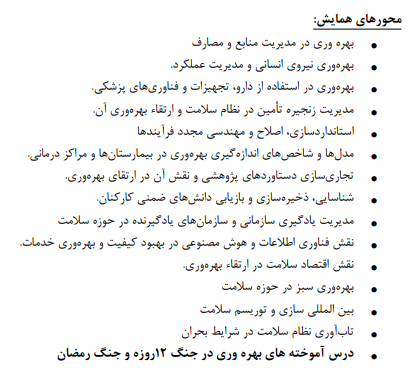 محورهای همایش:
• بهره وری در مدیریت منابع و مصارف
• بهره‌وری نیروی انسانی و مدیریت عملکرد.
• بهره‌وری در استفاده از دارو، تجهیزات و فناوری‌های پزشکی.
• مدیریت زنجیره تأمین در نظام سلامت و ارتقاء بهره‌وری آن.
• استانداردسازی، اصلاح و مهندسی مجدد فرآیندها
• مدل‌ها و شاخص‌های اندازه‌گیری بهره‌وری در بیمارستان‌ها و مراکز درمانی.
• تجاری‌سازی دستاوردهای پژوهشی و نقش آن در ارتقای بهره‌وری.
• شناسایی، ذخیره‌سازی و بازیابی دانش‌های ضمنی کارکنان.
• مدیریت یادگیری سازمانی و سازمان‌های یادگیرنده در حوزه سلامت
• نقش فناوری اطلاعات و هوش مصنوعی در بهبود کیفیت و بهره‌وری خدمات.
• نقش اقتصاد سلامت در ارتقاء بهره‌وری.
• بهره‌وری سبز در حوزه سلامت
• بین المللی سازی و توریسم سلامت
• تاب‌آوری نظام سلامت در شرایط بحران
• درس آموخته های بهره وری در جنگ ۱۲روزه و جنگ رمضان